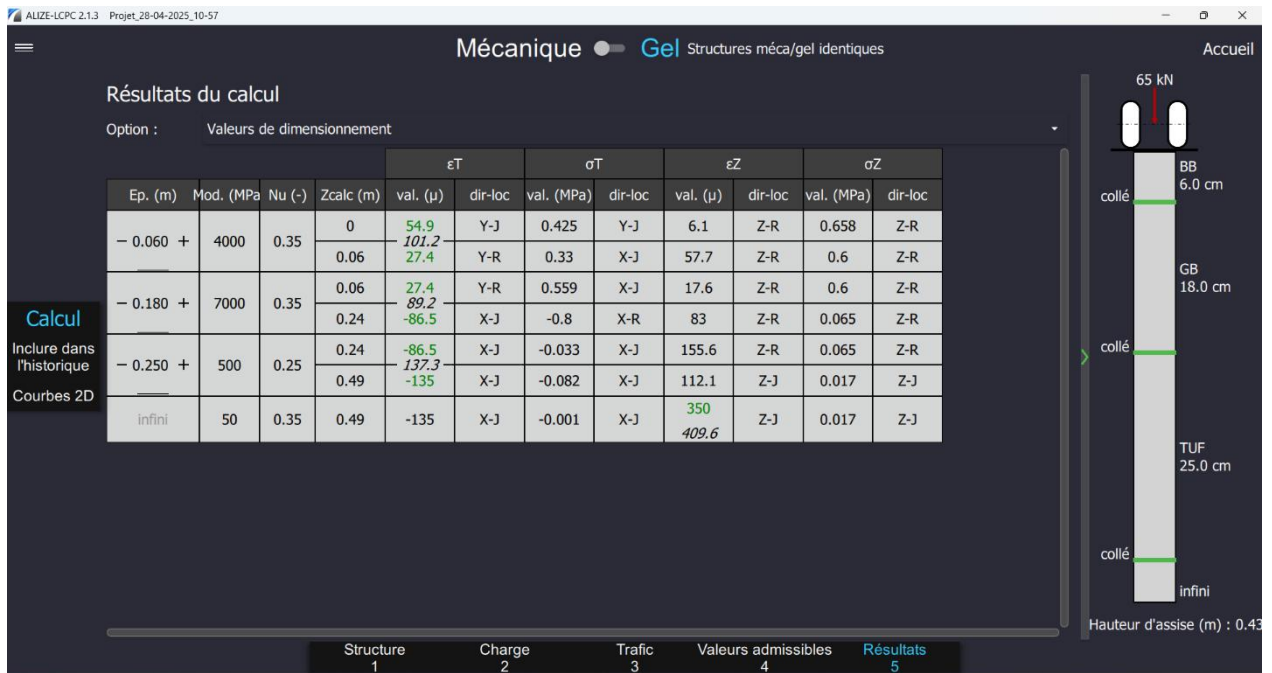 ALIZE-LCPC 2.1.3 Projet_28-04-2025_10-57
Mécanique Gel Structures méca/gel identiques Accueil
Résultats du calcul
Option : Valeurs de dimensionnement
εT σT εZ σZ
Ep. (m) Mod. (MPa Nu (-) Zcalc (m) val. (μ) dir-loc val. (MPa) dir-loc val. (μ) dir-loc val. (MPa) dir-loc
— 0.060 + 4000 0.35
0 54.9 Y-J 0.425 Y-J 6.1 Z-R 0.658 Z-R
101.2
0.06 27.4 Y-R 0.33 X-J 57.7 Z-R 0.6 Z-R
— 0.180 + 7000 0.35
0.06 27.4 Y-R 0.559 X-J 17.6 Z-R 0.6 Z-R
89.2
0.24 -86.5 X-J -0.8 X-R 83 Z-R 0.065 Z-R
— 0.250 + 500 0.25
0.24 -86.5 X-J -0.033 X-J 155.6 Z-R 0.065 Z-R
137.3
0.49 -135 X-J -0.082 X-J 112.1 Z-J 0.017 Z-J
infini 50 0.35 0.49 -135 X-J -0.001 X-J 350 Z-J 0.017 Z-J
409.6
Calcul
Inclure dans
l'historique
Courbes 2D
65 kN
BB
6.0 cm
collé
GB
18.0 cm
collé
TUF
25.0 cm
collé
infini
Hauteur d'assise (m) : 0.43
Structure Charge Trafic Valeurs admissibles Résultats
1 2 3 4 5